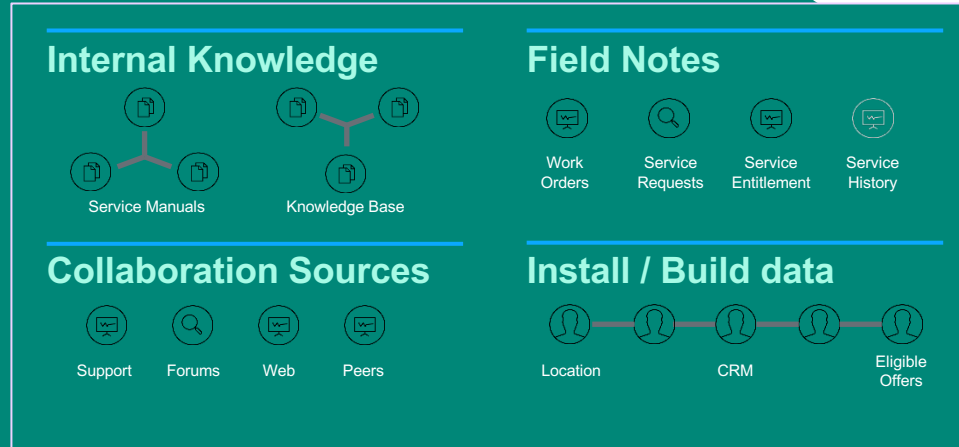 Internal Knowledge
Service Manuals
Knowledge Base
Field Notes
Work
Orders
Service
Requests
Service
Entitlement
Service
History
Collaboration Sources
Support
Forums
Web
Peers
Install / Build data
Location
CRM
Eligible
Offers